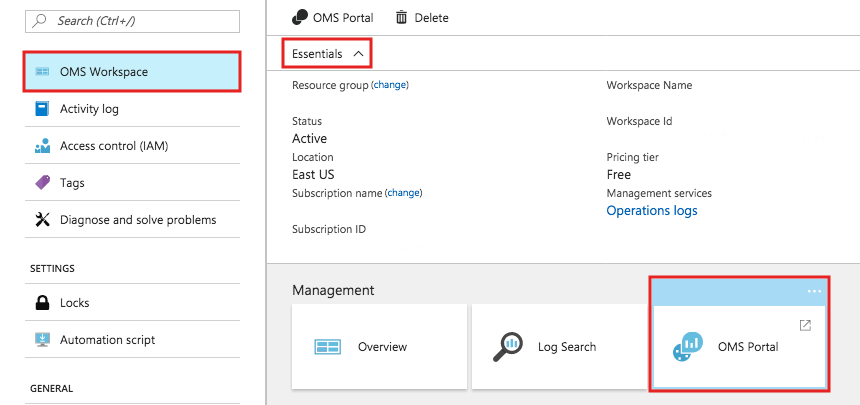 Search (Ctrl+/)
OMS Workspace
Activity log
Access control (IAM)
Tags
Diagnose and solve problems
SETTINGS
Locks
Automation script
GENERAL
OMS Portal
Delete
Essentials
Resource group (change)
Workspace Name
Status
Workspace Id
Active
Location
Pricing tier
East US
Free
Subscription name (change)
Management services
Operations logs
Subscription ID
Management
...
Overview
Log Search
OMS Portal